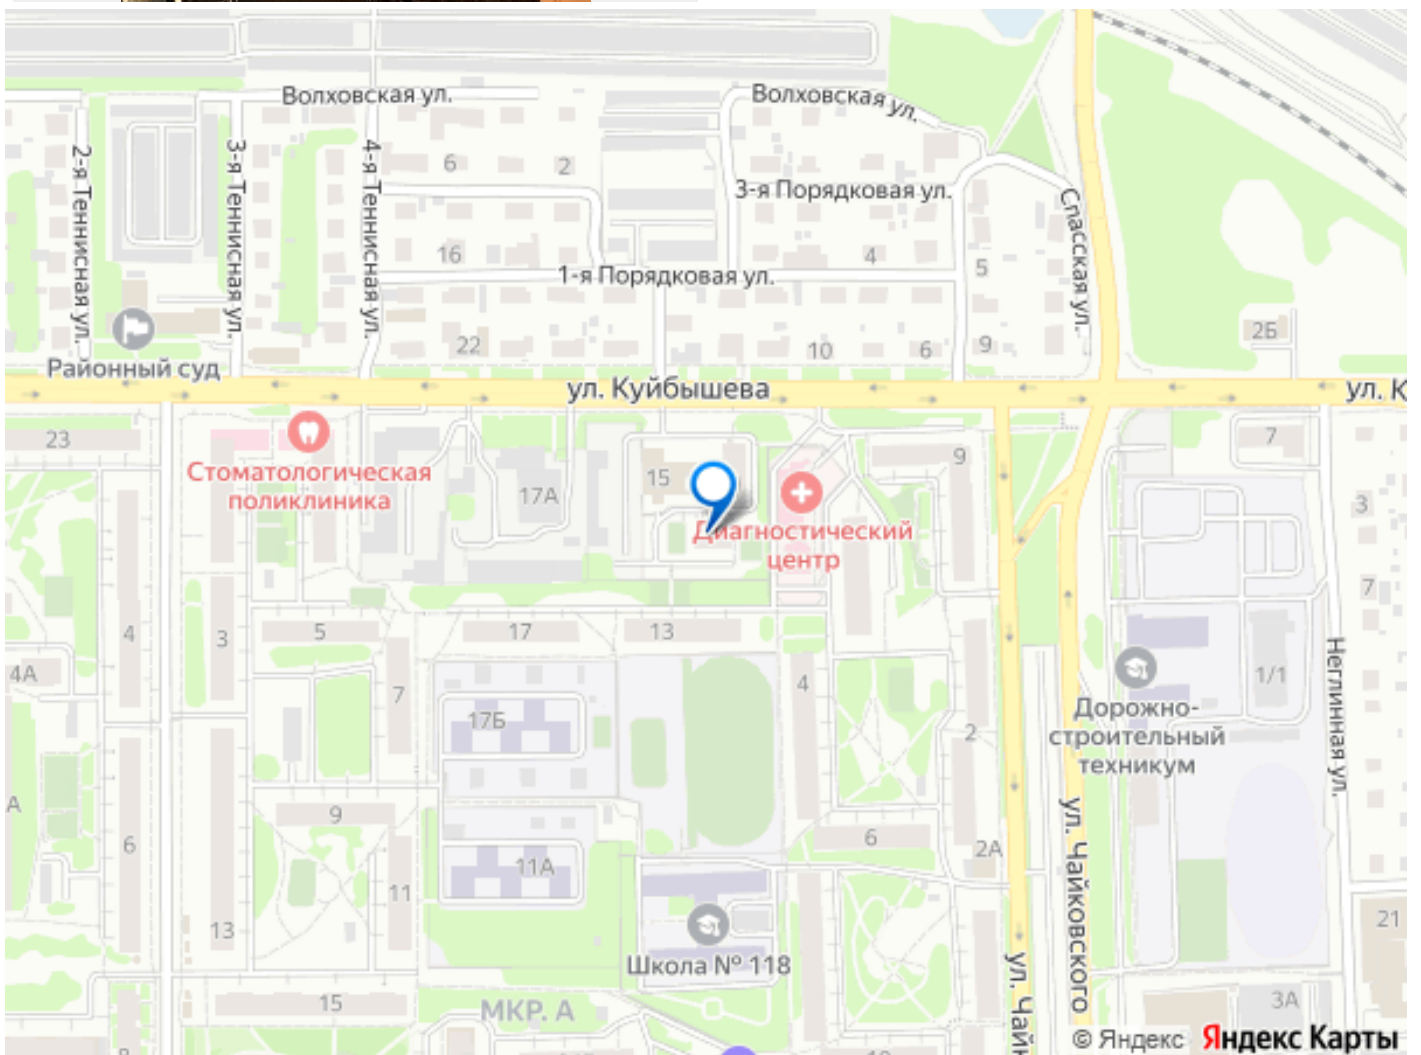 Волховская ул.
Волховская ул.
2-я Теннисная ул.
3-я Теннисная ул.
4-я Теннисная ул.
6
2
3-я Порядковая ул.
Спасская ул.
16
4
5
1-я Порядковая ул.
Районный суд
22
10
6
9
2Б
ул. Куйбышева
ул. К
23
Стоматологическая
поликлиника
17А
15
Диагностический
центр
9
7
3
7
4
3
5
17
13
4А
7
17Б
4
2
1/1
Неглинная ул.
Дорожно-
строительный
техникум
А
6
9
11А
6
2А
ул. Чайковского
11
13
Школа № 118
21
ул. Чай
15
МКР. А
3А
© Яндекс
Яндекс Карты